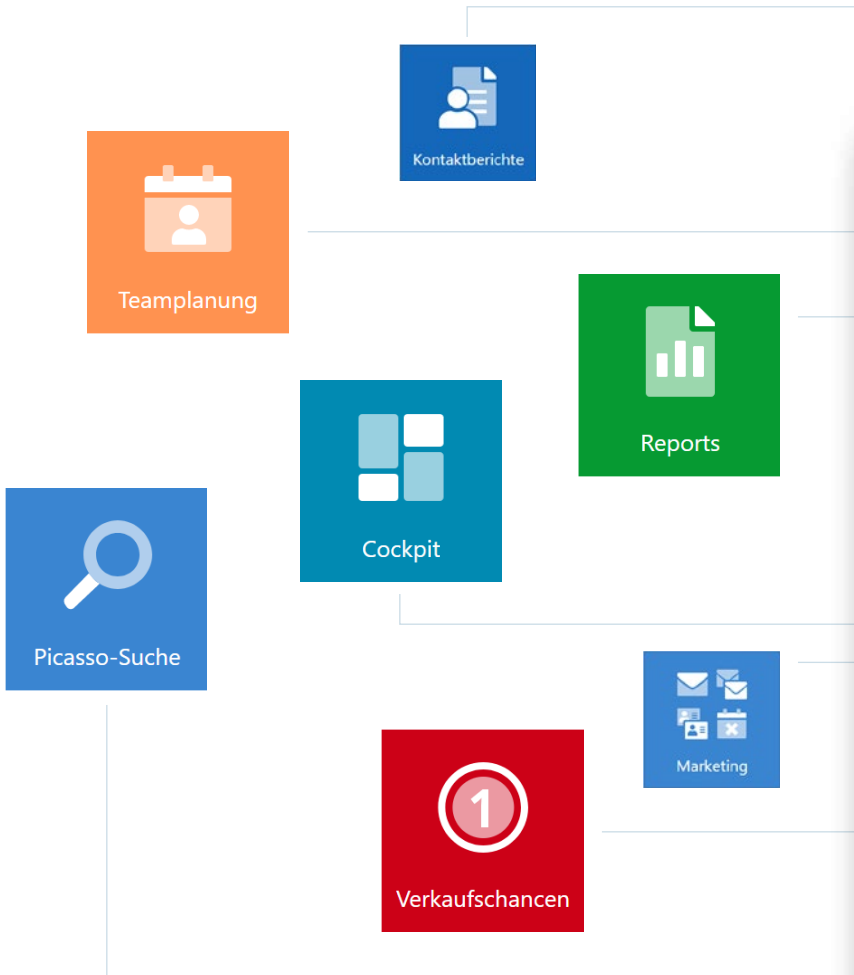 Kontaktberichte
Teamplanung
Reports
Cockpit
Picasso-Suche
Marketing
1
Verkaufschancen